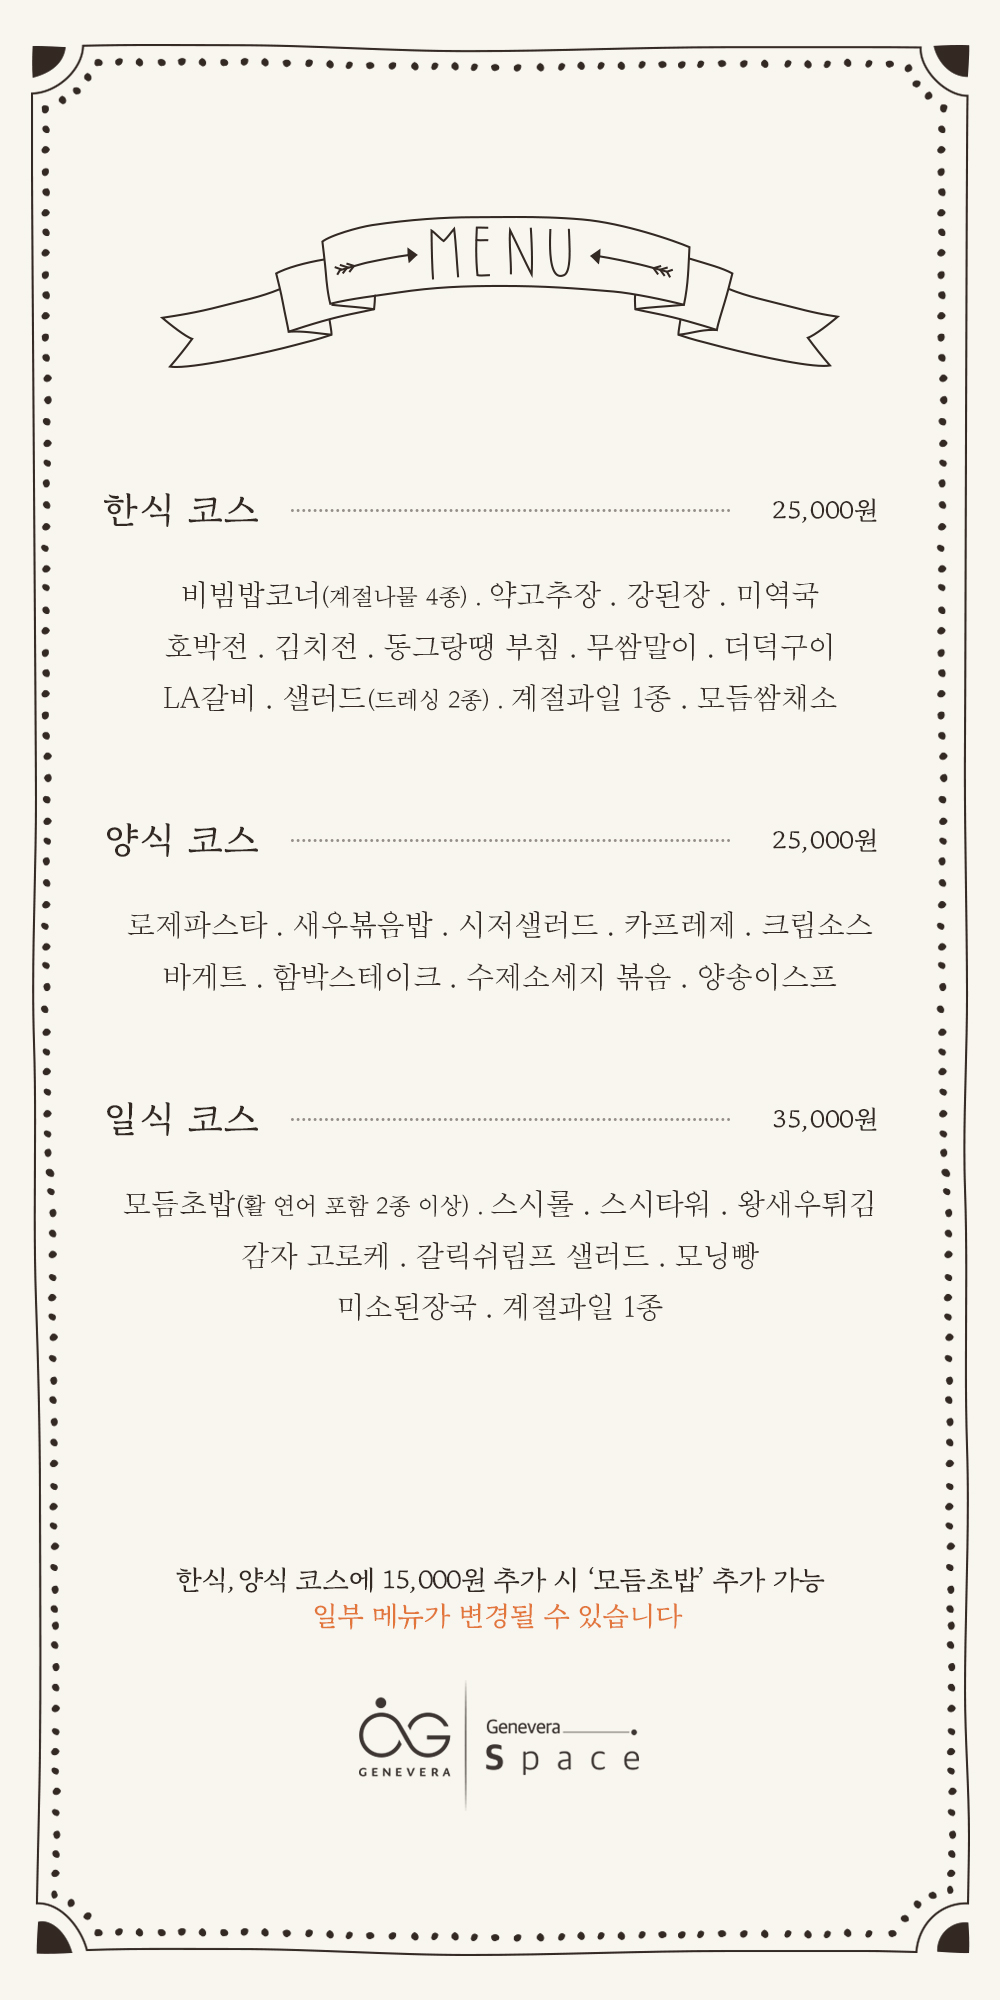 MENU
한식 코스 25,000원
비빔밥코너(계절나물 4종) . 약고추장 . 강된장 . 미역국
호박전 . 김치전 . 동그랑땡 부침 . 무쌈말이 . 더덕구이
LA갈비 . 샐러드(드레싱 2종) . 계절과일 1종 . 모듬쌈채소
양식 코스 25,000원
로제파스타 . 새우볶음밥 . 시저샐러드 . 카프레제 . 크림소스
바게트 . 함박스테이크 . 수제소세지 볶음 . 양송이스프
일식 코스 35,000원
모듬초밥(활 연어 포함 2종 이상) . 스시롤 . 스시타워 . 왕새우튀김
감자 고로케 . 갈릭쉬림프 샐러드 . 모닝빵
미소된장국 . 계절과일 1종
한식, 양식 코스에 15,000원 추가 시 ‘모듬초밥’ 추가 가능
일부 메뉴가 변경될 수 있습니다
GENEVERA
Genevera
Space